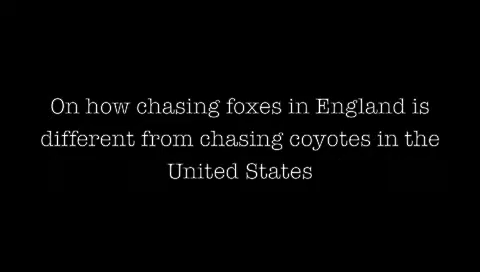 On how chasing foxes in England is
different from chasing coyotes in the
United States